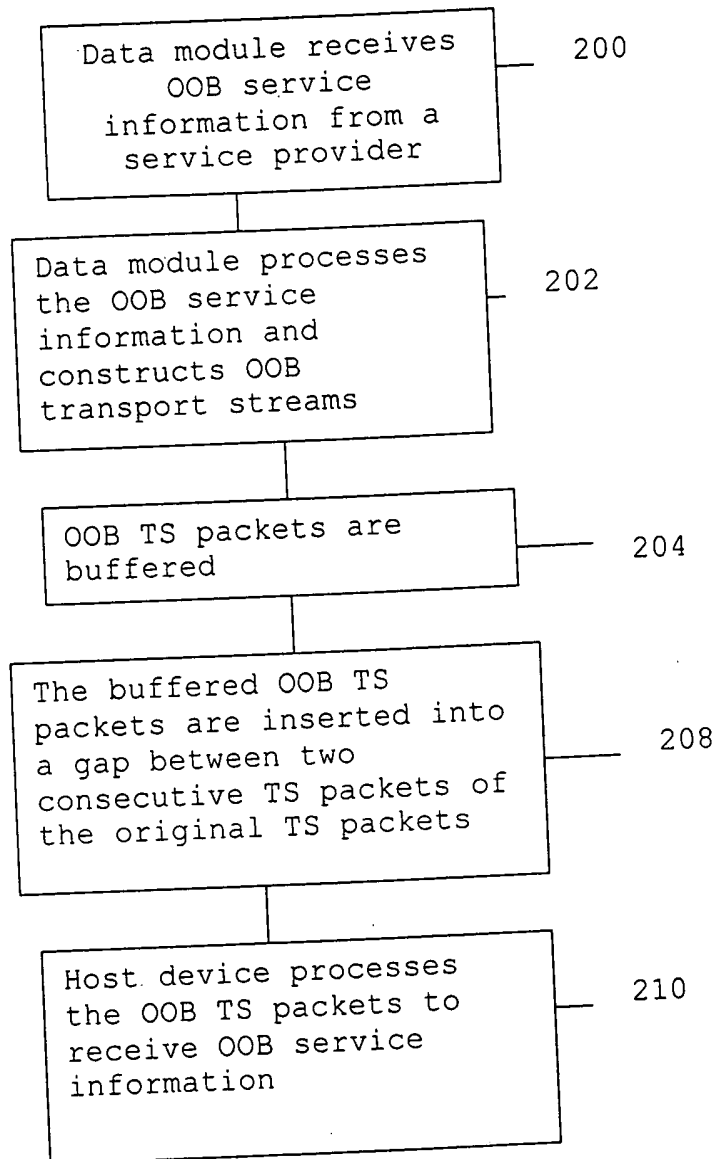 Data module receives
OOB service
information from a
service provider
200
Data module processes
the OOB service
information and
constructs OOB
transport streams
202
OOB TS packets are
buffered
204
The buffered OOB TS
packets are inserted into
a gap between two
consecutive TS packets of
the original TS packets
208
Host device processes
the OOB TS packets to
receive OOB service
information
210